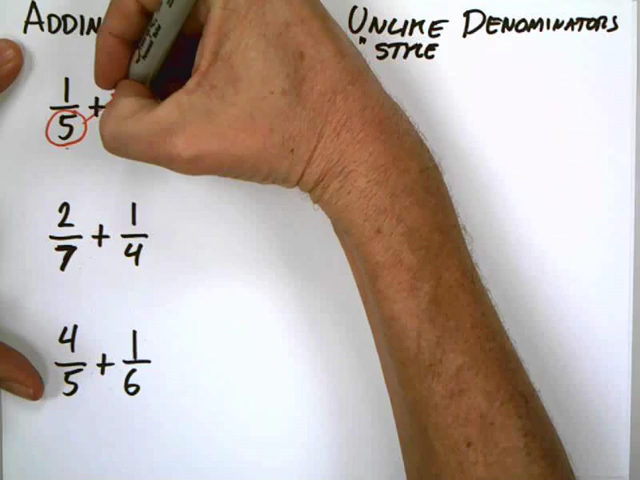 ADDIN UNLIKE DENOMINATORS
" STYLE
1/5 +
2/7 + 1/4
4/5 + 1/6